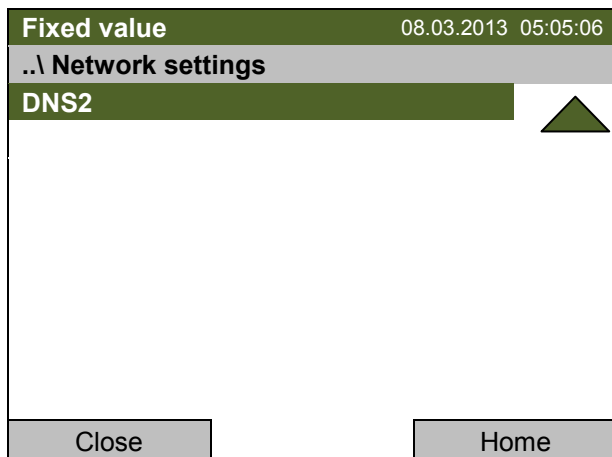 Fixed value 08.03.2013 05:05:06
..\ Network settings
DNS2
Close Home